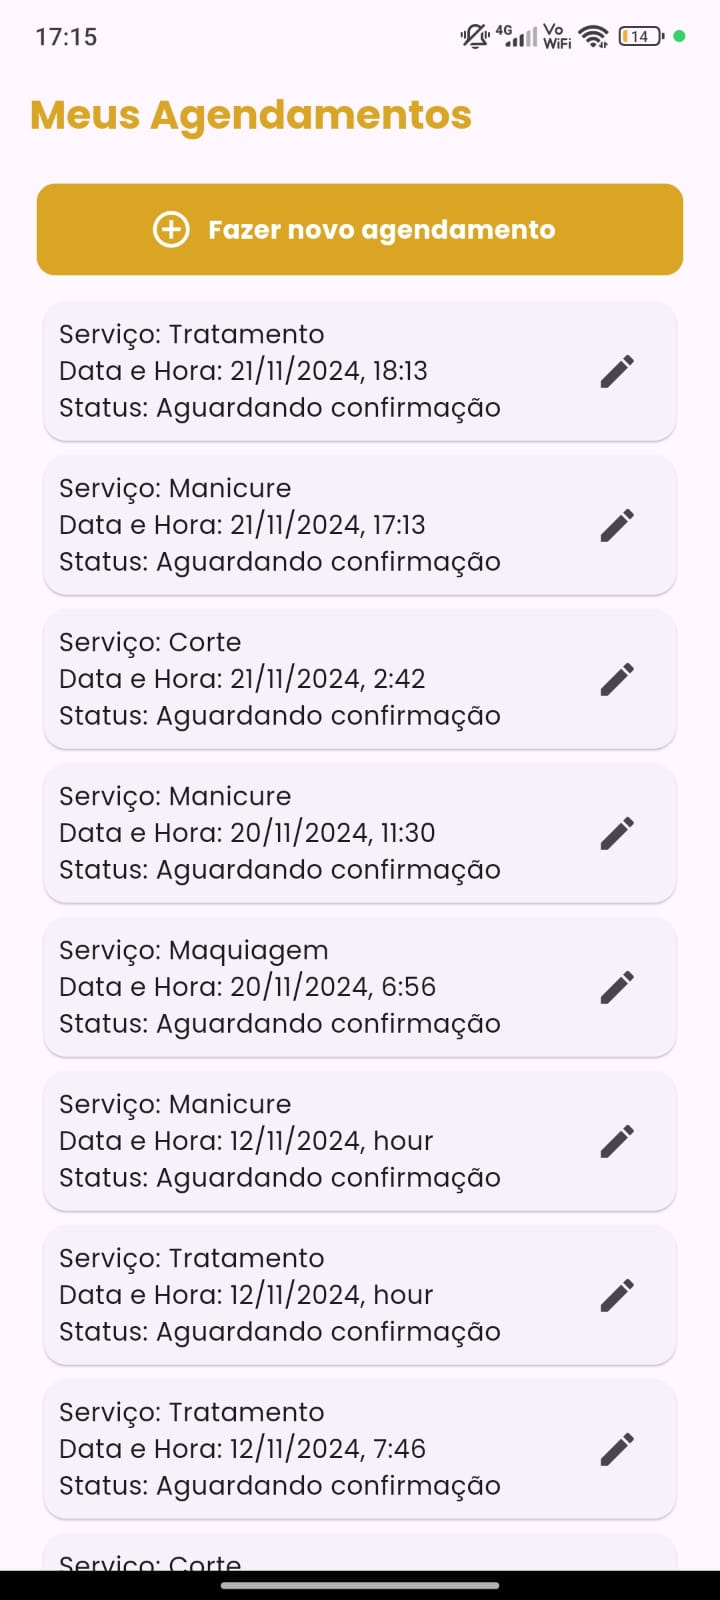 17:15
4G
Vo
WiFi
14
Meus Agendamentos
Fazer novo agendamento
Serviço: Tratamento
Data e Hora: 21/11/2024, 18:13
Status: Aguardando confirmação
Serviço: Manicure
Data e Hora: 21/11/2024, 17:13
Status: Aguardando confirmação
Serviço: Corte
Data e Hora: 21/11/2024, 2:42
Status: Aguardando confirmação
Serviço: Manicure
Data e Hora: 20/11/2024, 11:30
Status: Aguardando confirmação
Serviço: Maquiagem
Data e Hora: 20/11/2024, 6:56
Status: Aguardando confirmação
Serviço: Manicure
Data e Hora: 12/11/2024, hour
Status: Aguardando confirmação
Serviço: Tratamento
Data e Hora: 12/11/2024, hour
Status: Aguardando confirmação
Serviço: Tratamento
Data e Hora: 12/11/2024, 7:46
Status: Aguardando confirmação
Serviço: Corte